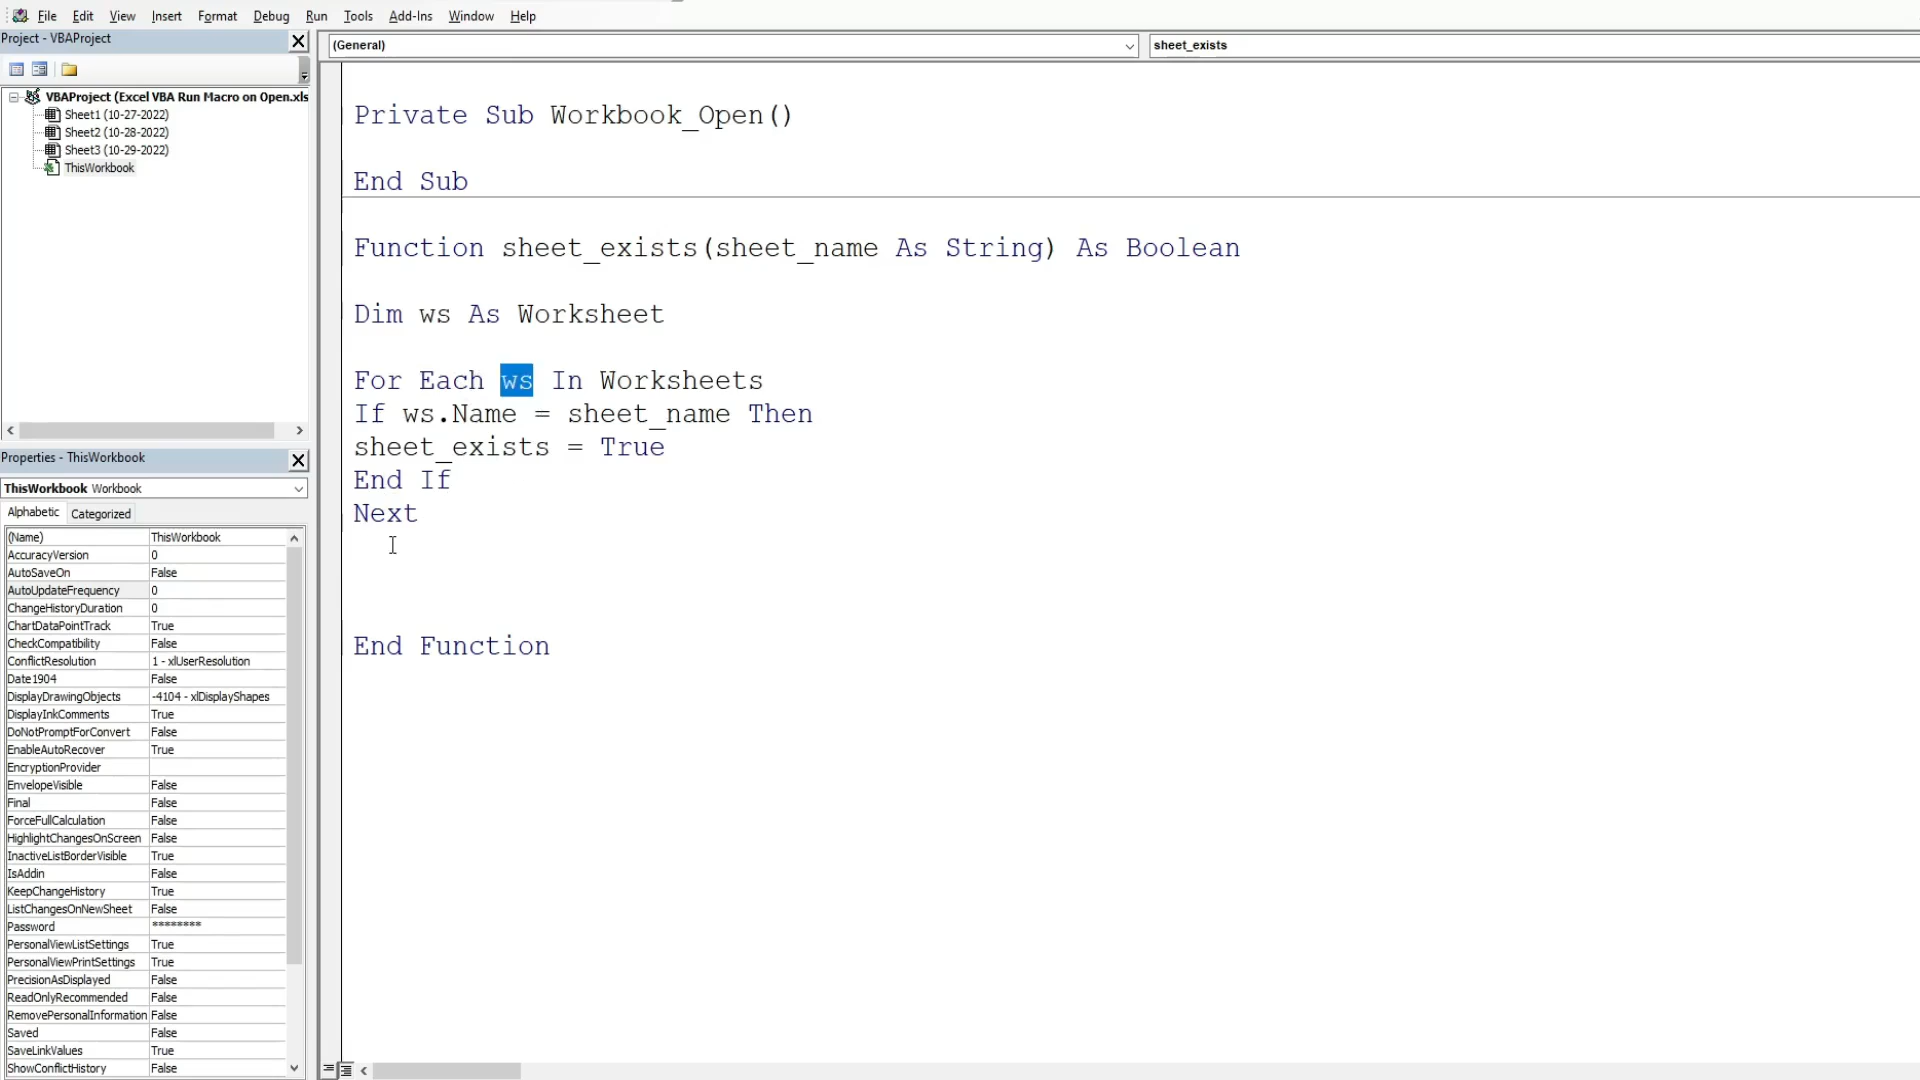 File Edit View Insert Format Debug Run Tools Add-Ins Window Help
Project - VBAProject
VBAProject (Excel VBA Run Macro on Open.xls
Sheet1 (10-27-2022)
Sheet2 (10-28-2022)
Sheet3 (10-29-2022)
ThisWorkbook
Properties - ThisWorkbook
ThisWorkbook Workbook
Alphabetic Categorized
(Name) ThisWorkbook
AccuracyVersion 0
AutoSaveOn False
AutoUpdateFrequency 0
ChangeHistoryDuration 0
ChartDataPointTrack True
CheckCompatibility False
ConflictResolution 1 - xlUserResolution
Date1904 False
DisplayDrawingObjects -4104 - xlDisplayShapes
DisplayInkComments True
DoNotPromptForConvert False
EnableAutoRecover True
EncryptionProvider
EnvelopeVisible False
Final False
ForceFullCalculation False
HighlightChangesOnScreen False
InactiveListBorderVisible True
IsAddin False
KeepChangeHistory True
ListChangesOnNewSheet False
Password ********
PersonalViewListSettings True
PersonalViewPrintSettings True
PrecisionAsDisplayed False
ReadOnlyRecommended False
RemovePersonalInformation False
Saved False
SaveLinkValues True
ShowConflictHistory False
(General) sheet_exists
Private Sub Workbook_Open()
End Sub
Function sheet_exists(sheet_name As String) As Boolean
Dim ws As Worksheet
For Each ws In Worksheets
If ws.Name = sheet_name Then
sheet_exists = True
End If
Next
End Function